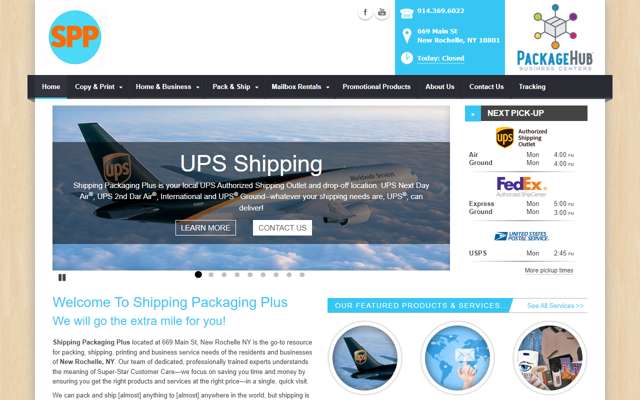 SPP
914.369.6022
669 Main St
New Rochelle, NY 10801
Today: Closed
PACKAGEHUB
BUSINESS CENTERS
Home
Copy & Print
Home & Business
Pack & Ship
Mailbox Rentals
Promotional Products
About Us
Contact Us
Tracking
ups
UPS Shipping
Shipping Packaging Plus is your local UPS Authorized Shipping Outlet and drop-off location. UPS Next Day
Air®, UPS 2nd Dar Air®, International and UPS® Ground--whatever your shipping needs are, UPS®, can
deliver!
LEARN MORE
CONTACT US
» NEXT PICK-UP
ups
Authorized
Shipping
Outlet
Air Mon 4:00 PM
Ground Mon 4:00 PM
FedEx
Authorized ShipCenter
Express Mon 5:00 PM
Ground Mon 3:00 PM
UNITED STATES
POSTAL SERVICE
USPS Mon 2:45 PM
More pickup times
Welcome To Shipping Packaging Plus
We will go the extra mile for you!
Shipping Packaging Plus located at 669 Main St, New Rochelle NY is the go-to resource
for packing, shipping, printing and business service needs of the residents and businesses
of New Rochelle, NY. Our team of dedicated, professionally trained experts understands
the meaning of Super-Star Customer Care—we focus on saving you time and money by
ensuring you get the right products and services at the right price—in a single, quick visit.
We can pack and ship [almost] anything to [almost] anywhere in the world, but shipping is
OUR FEATURED PRODUCTS & SERVICES...
See All Services >>